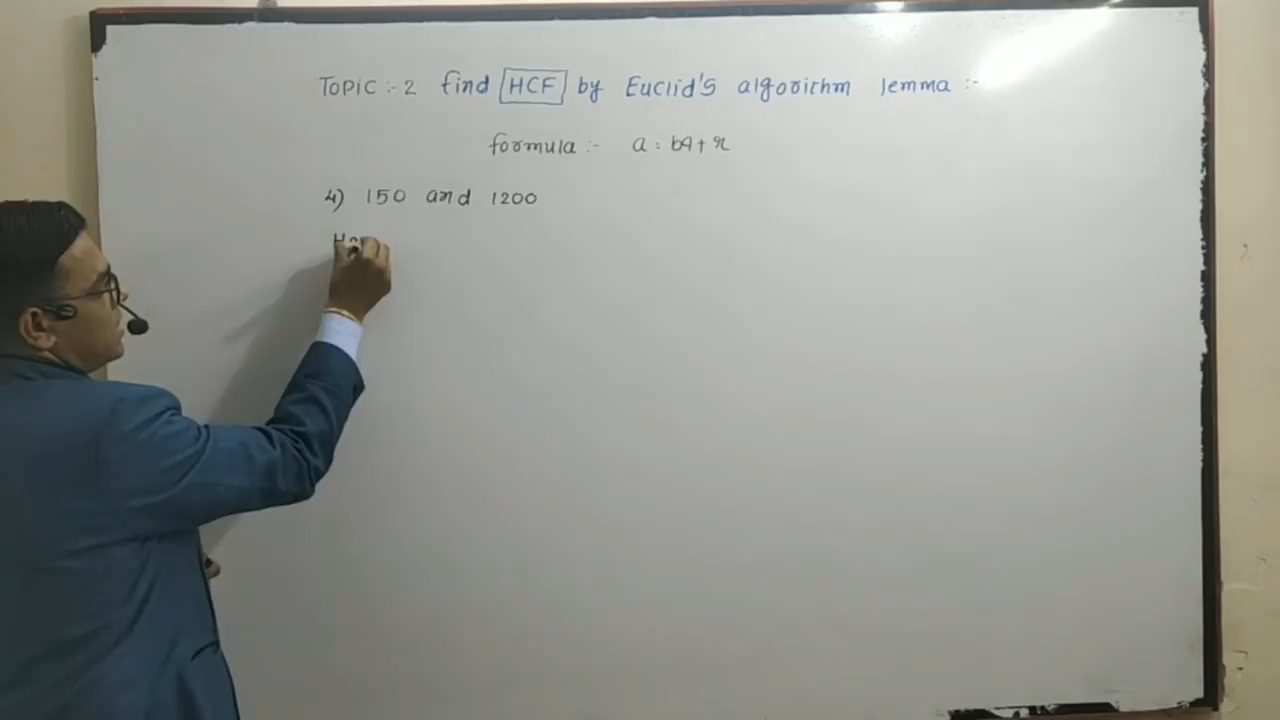 TOPIC :- 2 find HCF by Euclid's algorithm lemma :-
formula :- a = bq + r
4) 150 and 1200